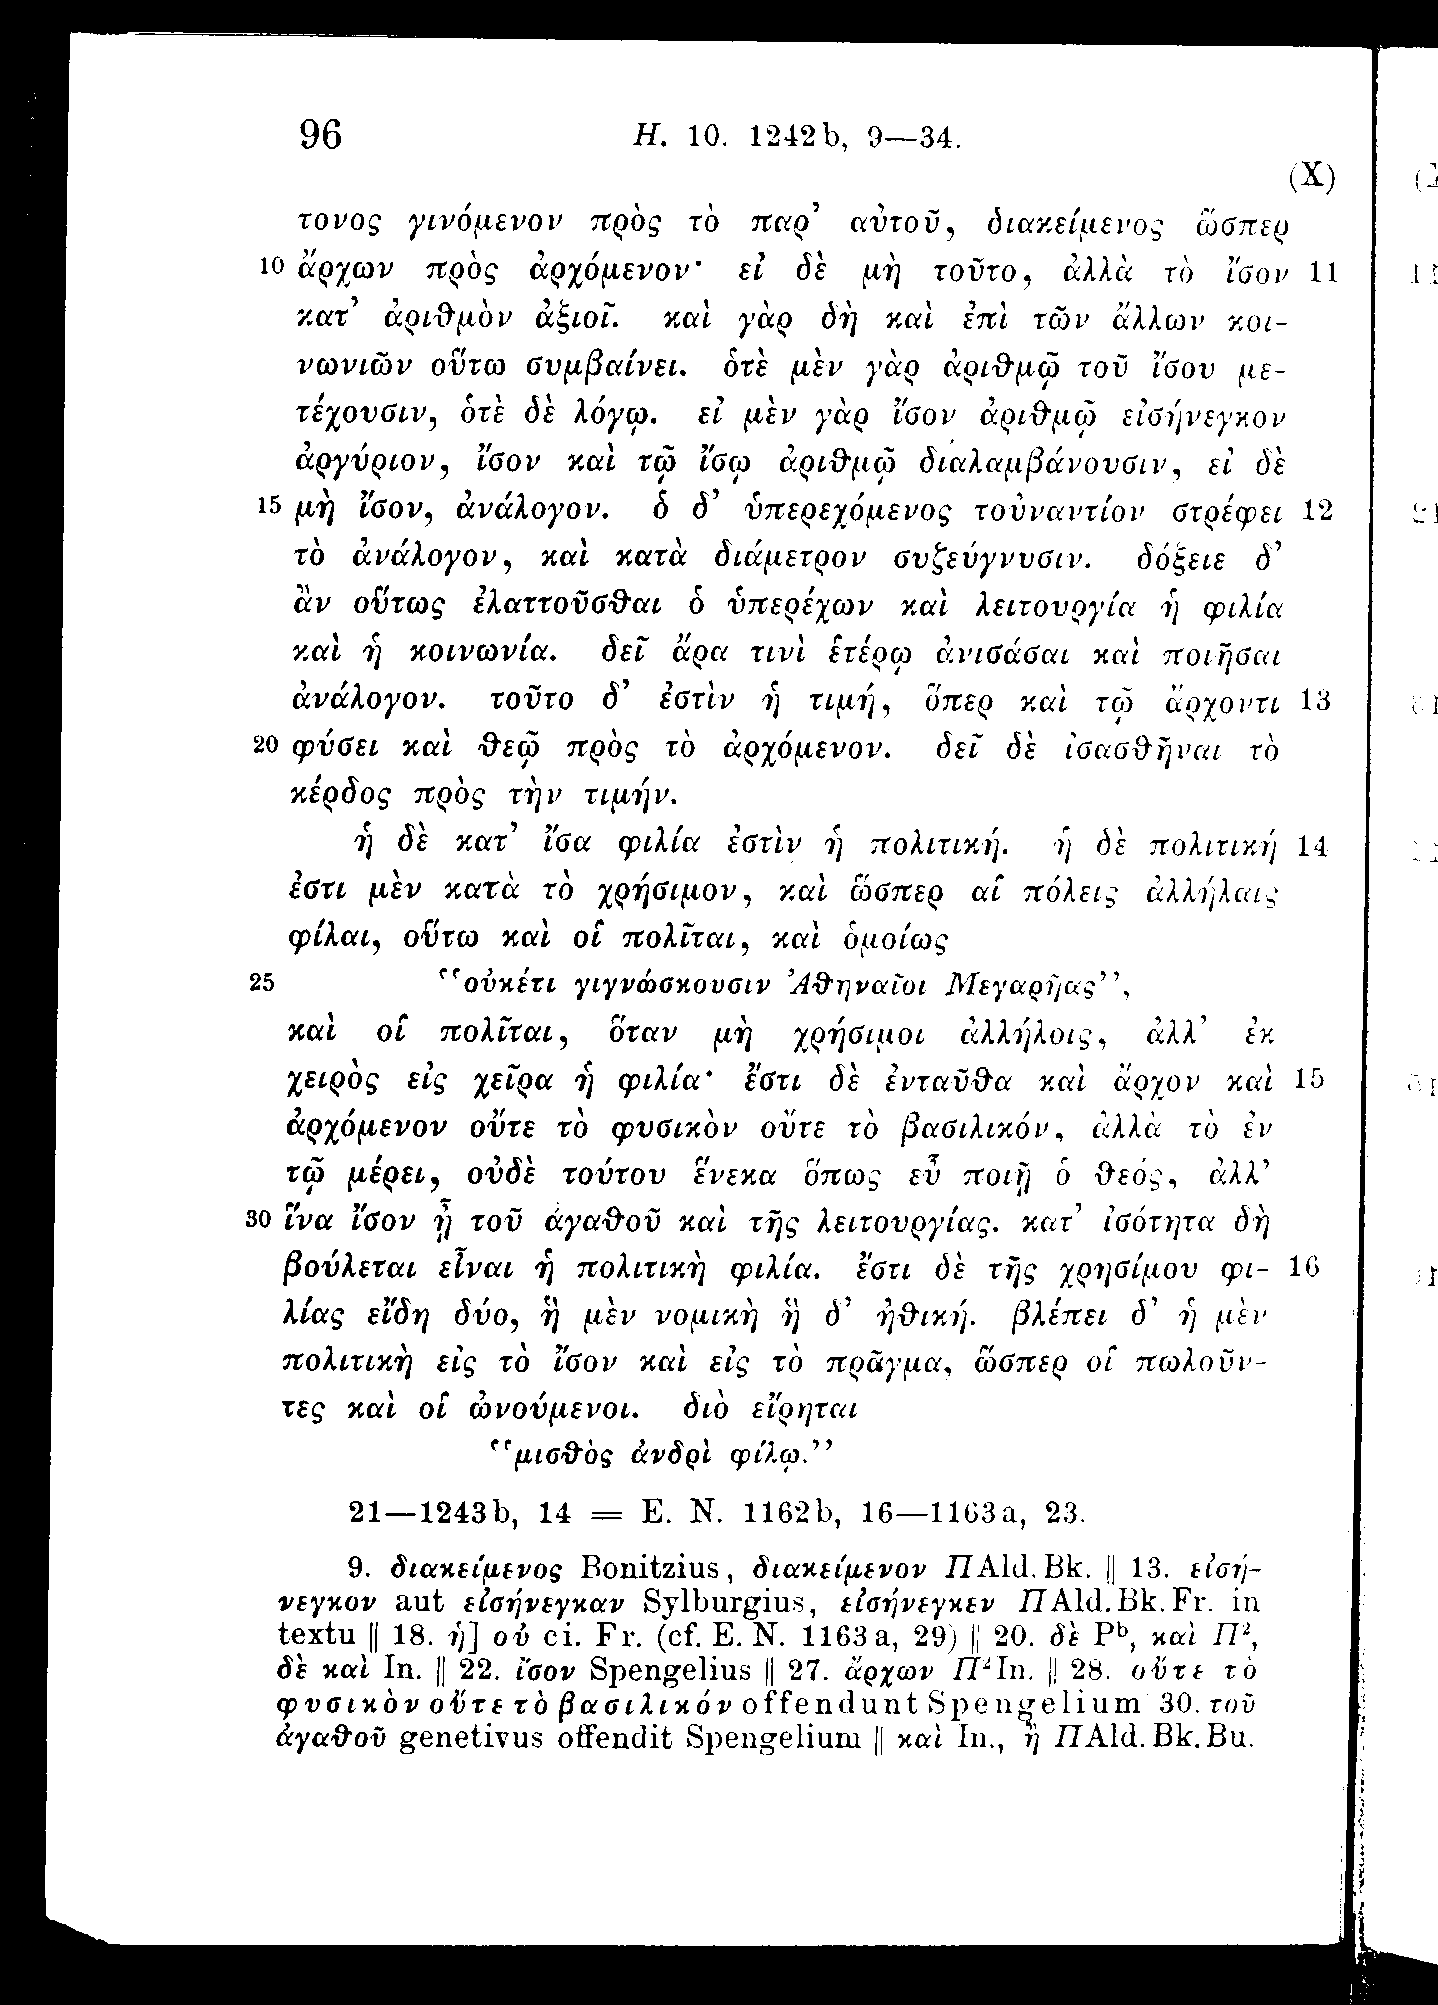 96 H. 10. 1242b, 9—34.
(X)
τονος γινόμενον πρὸς τὸ παρ’ αὑτοῦ, διακείμενος ὥσπερ
10 ἄρχων πρὸς ἀρχόμενον· εἰ δὲ μὴ τοῦτο, ἀλλὰ τὸ ἴσον 11
κατ’ ἀριθμὸν ἀξιοῖ. καὶ γὰρ δὴ καὶ ἐπὶ τῶν ἄλλων κοι-
νωνιῶν οὕτω συμβαίνει. ὁτὲ μὲν γὰρ ἀριθμῷ τοῦ ἴσου με-
τέχουσιν, ὁτὲ δὲ λόγῳ. εἰ μὲν γὰρ ἴσον ἀριθμῷ εἰσήνεγκον
ἀργύριον, ἴσον καὶ τῷ ἴσῳ ἀριθμῷ διαλαμβάνουσιν, εἰ δὲ
15 μὴ ἴσον, ἀνάλογον. ὁ δ’ ὑπερεχόμενος τοὐναντίον στρέφει 12
τὸ ἀνάλογον, καὶ κατὰ διάμετρον συζεύγνυσιν. δόξειε δ’
ἂν οὕτως ἐλαττοῦσθαι ὁ ὑπερέχων καὶ λειτουργία ἡ φιλία
καὶ ἡ κοινωνία. δεῖ ἄρα τινὶ ἑτέρῳ ἀνισάσαι καὶ ποιῆσαι
ἀνάλογον. τοῦτο δ’ ἐστὶν ἡ τιμή, ὅπερ καὶ τῷ ἄρχοντι 13
20 φύσει καὶ θεῷ πρὸς τὸ ἀρχόμενον. δεῖ δὲ ἰσασθῆναι τὸ
κέρδος πρὸς τὴν τιμήν.
ἡ δὲ κατ’ ἴσα φιλία ἐστὶν ἡ πολιτική. ἡ δὲ πολιτική 14
ἐστι μὲν κατὰ τὸ χρήσιμον, καὶ ὥσπερ αἱ πόλεις ἀλλήλαις
φίλαι, οὕτω καὶ οἱ πολῖται, καὶ ὁμοίως
25 “οὐκέτι γιγνώσκουσιν Ἀθηναῖοι Μεγαρῆας”,
καὶ οἱ πολῖται, ὅταν μὴ χρήσιμοι ἀλλήλοις, ἀλλ’ ἐκ
χειρὸς εἰς χεῖρα ἡ φιλία· ἔστι δὲ ἐνταῦθα καὶ ἄρχον καὶ 15
ἀρχόμενον οὔτε τὸ φυσικὸν οὔτε τὸ βασιλικόν, ἀλλὰ τὸ ἐν
τῷ μέρει, οὐδὲ τούτου ἕνεκα ὅπως εὖ ποιῇ ὁ θεός, ἀλλ’
30 ἵνα ἴσον ᾖ τοῦ ἀγαθοῦ καὶ τῆς λειτουργίας. κατ’ ἰσότητα δὴ
βούλεται εἶναι ἡ πολιτικὴ φιλία. ἔστι δὲ τῆς χρησίμου φι- 16
λίας εἴδη δύο, ἣ μὲν νομικὴ ἣ δ’ ἠθική. βλέπει δ’ ἡ μὲν
πολιτικὴ εἰς τὸ ἴσον καὶ εἰς τὸ πρᾶγμα, ὥσπερ οἱ πωλοῦν-
τες καὶ οἱ ὠνούμενοι. διὸ εἴρηται
“μισθὸς ἀνδρὶ φίλῳ.”
21—1243b, 14 = E. N. 1162b, 16—1163a, 23.
9. διακείμενος Bonitzius, διακείμενον Π Ald. Bk. || 13. εἰσή-
νεγκον aut εἰσήνεγκαν Sylburgius, εἰσήνεγκεν Π Ald. Bk. Fr. in
textu || 18. ἡ] οὐ ci. Fr. (cf. E. N. 1163a, 29) || 20. δὲ Pᵇ, καὶ Π²,
δὲ καὶ In. || 22. ἴσον Spengelius || 27. ἄρχων Π² In. || 28. οὔτε τὸ
φυσικὸν οὔτε τὸ βασιλικόν offendunt Spengelium 30. τοῦ
ἀγαθοῦ genetivus offendit Spengelium || καὶ In., ἢ Π Ald. Bk. Bu.